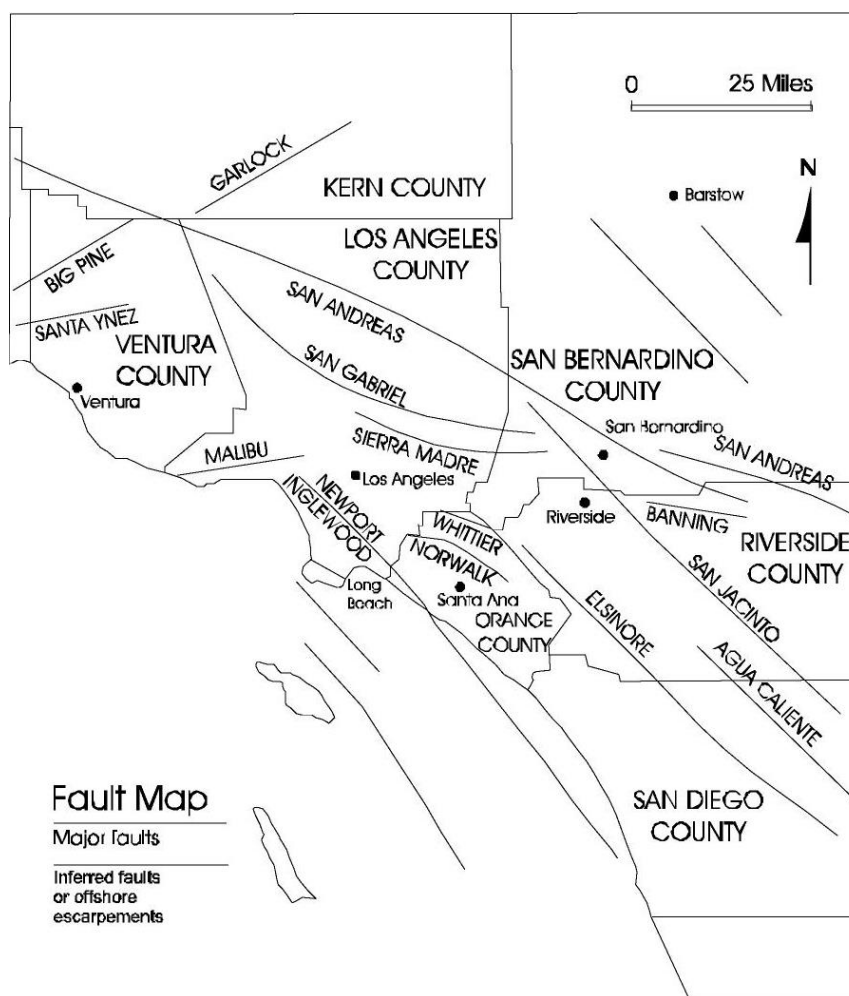 0 25 Miles
GARLOCK
KERN COUNTY
N
Barstow
LOS ANGELES
COUNTY
BIG PINE
SAN ANDREAS
SANTA YNEZ
VENTURA
COUNTY
SAN GABRIEL
SAN BERNARDINO
COUNTY
Ventura
San Bernardino
SAN ANDREAS
MALIBU
SIERRA MADRE
Los Angeles
NEWPORT
INGLEWOOD
WHITTIER
Riverside
BANNING
RIVERSIDE
COUNTY
NORWALK
SAN JACINTO
Long
Beach
Santa Ana
ORANGE
COUNTY
ELSINORE
AGUA CALIENTE
Fault Map
Major Faults
Inferred faults
or offshore
escarpements
SAN DIEGO
COUNTY